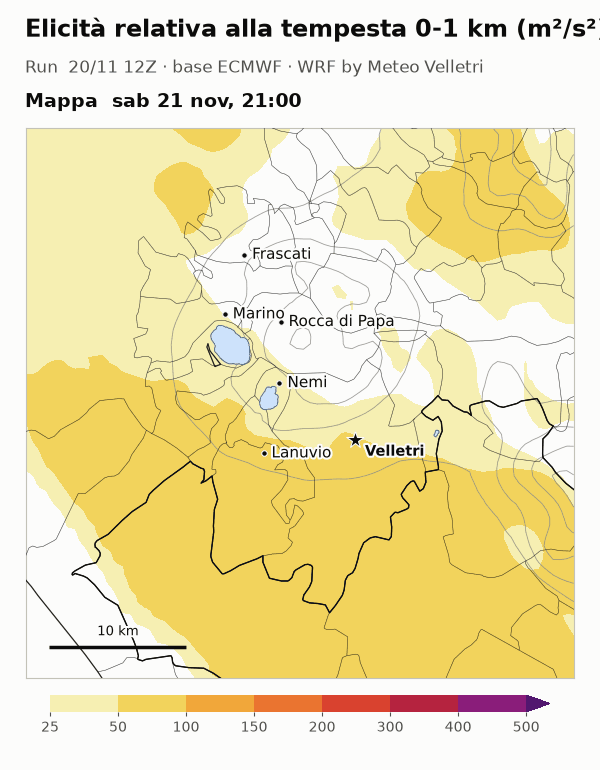 Elicità relativa alla tempesta 0-1 km (m²/s²)
Run  20/11 12Z · base ECMWF · WRF by Meteo Velletri
Mappa  sab 21 nov, 21:00
Frascati
Marino
Rocca di Papa
Nemi
Velletri
Lanuvio
10 km
25 50 100 150 200 300 400 500